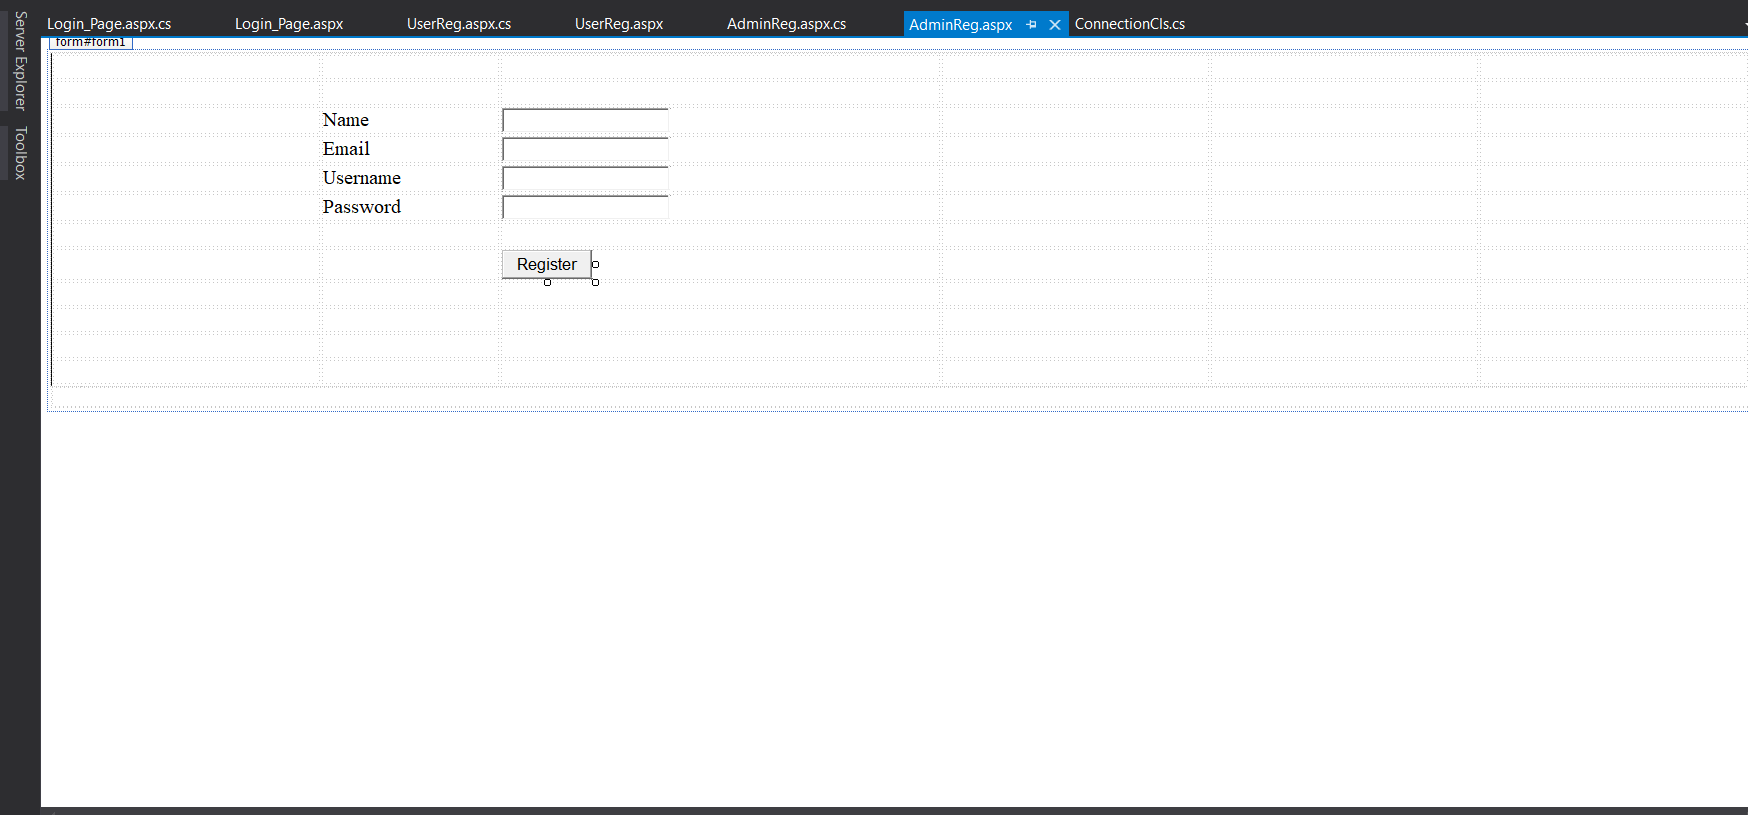 Login_Page.aspx.cs Login_Page.aspx UserReg.aspx.cs UserReg.aspx AdminReg.aspx.cs AdminReg.aspx ConnectionCls.cs
Server Explorer
Toolbox
form#form1
Name
Email
Username
Password
Register